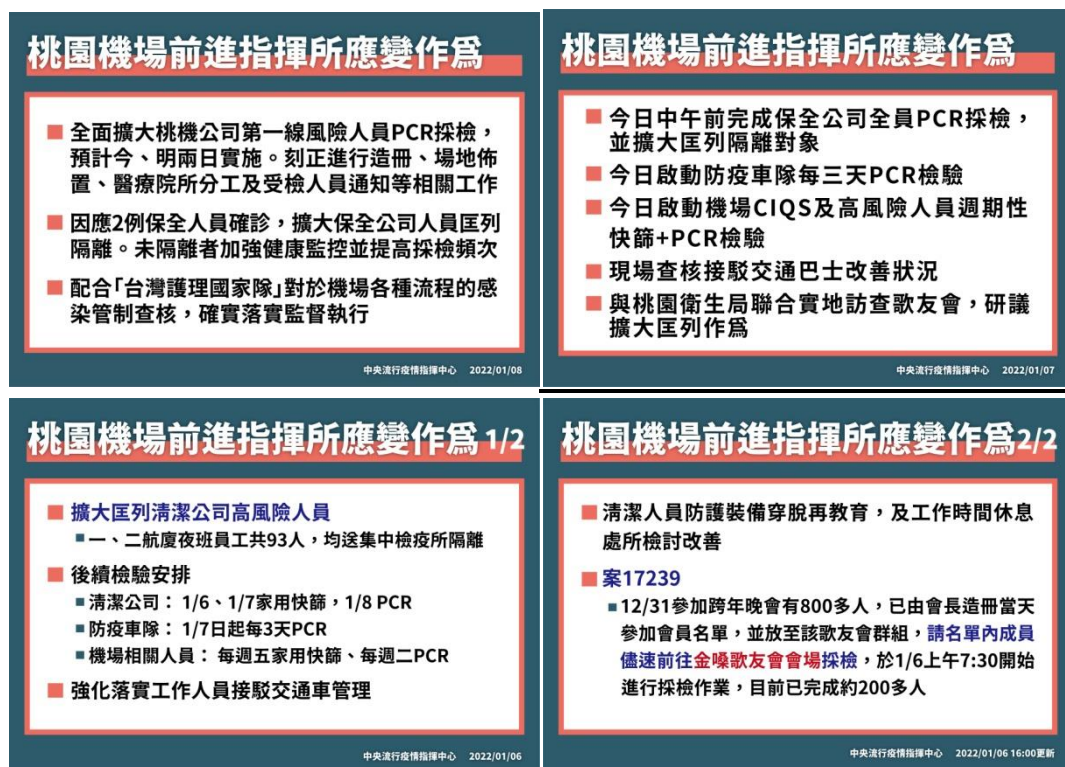 桃園機場前進指揮所應變作爲
■ 全面擴大桃機公司第一線風險人員PCR採檢，
預計今、明兩日實施。刻正進行造冊、場地佈
置、醫療院所分工及受檢人員通知等相關工作
■ 因應2例保全人員確診，擴大保全公司人員匡列
隔離。未隔離者加強健康監控並提高採檢頻次
■ 配合「台灣護理國家隊」對於機場各種流程的感
染管制查核，確實落實監督執行
中央流行疫情指揮中心 2022/01/08
桃園機場前進指揮所應變作爲
■ 今日中午前完成保全公司全員PCR採檢，
並擴大匡列隔離對象
■ 今日啟動防疫車隊每三天PCR檢驗
■ 今日啟動機場CIQS及高風險人員週期性
快篩+PCR檢驗
■ 現場查核接駁交通巴士改善狀況
■ 與桃園衛生局聯合實地訪查歌友會，研議
擴大匡列作爲
中央流行疫情指揮中心 2022/01/07
桃園機場前進指揮所應變作爲 1/2
■ 擴大匡列清潔公司高風險人員
■ 一、二航廈夜班員工共93人，均送集中檢疫所隔離
■ 後續檢驗安排
■ 清潔公司： 1/6、1/7家用快篩，1/8 PCR
■ 防疫車隊： 1/7日起每3天PCR
■ 機場相關人員： 每週五家用快篩、每週二PCR
■ 強化落實工作人員接駁交通車管理
中央流行疫情指揮中心 2022/01/06
桃園機場前進指揮所應變作爲2/2
■ 清潔人員防護裝備穿脫再教育，及工作時間休息
處所檢討改善
■ 案17239
■ 12/31參加跨年晚會有800多人，已由會長造冊當天
參加會員名單，並放至該歌友會群組，請名單內成員
儘速前往金嗓歌友會會場採檢，於1/6上午7:30開始
進行採檢作業，目前已完成約200多人
中央流行疫情指揮中心 2022/01/06 16:00更新